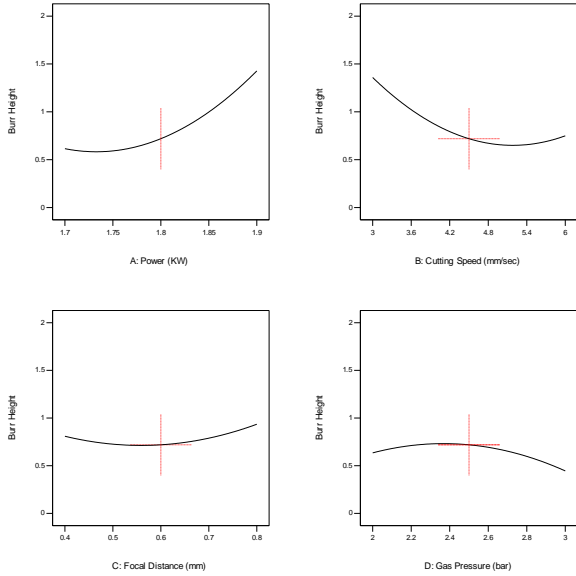 2
1.5
1
0.5
0
Burr Height
1.7 1.75 1.8 1.85 1.9
A: Power (KW)
2
1.5
1
0.5
0
Burr Height
3 3.6 4.2 4.8 5.4 6
B: Cutting Speed (mm/sec)
2
1.5
1
0.5
0
Burr Height
0.4 0.5 0.6 0.7 0.8
C: Focal Distance (mm)
2
1.5
1
0.5
0
Burr Height
2 2.2 2.4 2.6 2.8 3
D: Gas Pressure (bar)